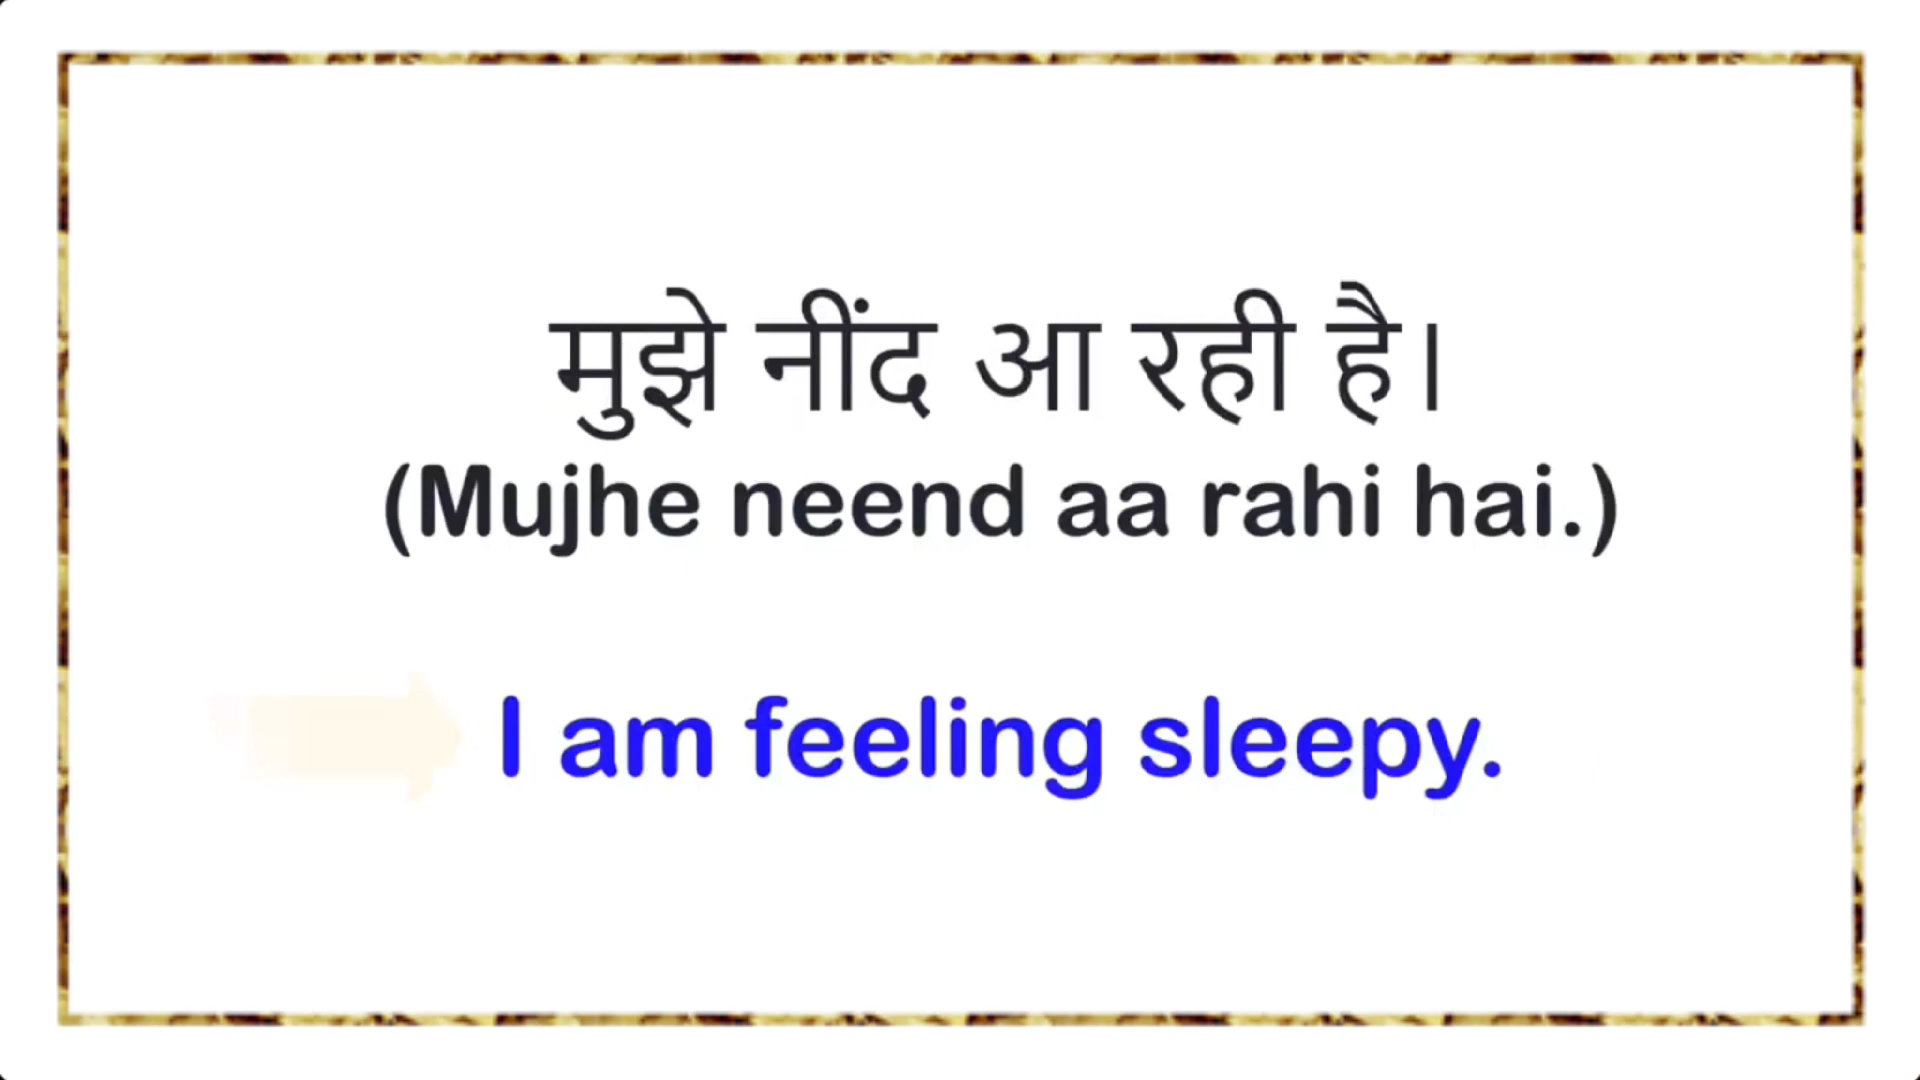 मुझे नींद आ रही है।
(Mujhe neend aa rahi hai.)
I am feeling sleepy.